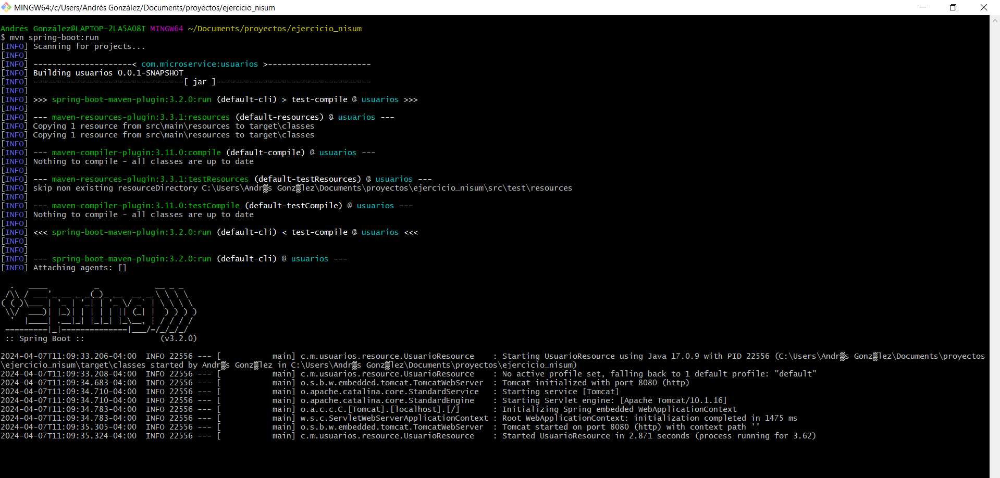 MINGW64:/c/Users/Andrés González/Documents/proyectos/ejercicio_nisum
Andrés González@LAPTOP-2LA5AO8I MINGW64 ~/Documents/proyectos/ejercicio_nisum
$ mvn spring-boot:run
[INFO] Scanning for projects...
[INFO]
[INFO] ---------------------< com.microservice:usuarios >----------------------
[INFO] Building usuarios 0.0.1-SNAPSHOT
[INFO] --------------------------------[ jar ]---------------------------------
[INFO]
[INFO] >>> spring-boot-maven-plugin:3.2.0:run (default-cli) > test-compile @ usuarios >>>
[INFO]
[INFO] --- maven-resources-plugin:3.3.1:resources (default-resources) @ usuarios ---
[INFO] Copying 1 resource from src\main\resources to target\classes
[INFO] Copying 1 resource from src\main\resources to target\classes
[INFO]
[INFO] --- maven-compiler-plugin:3.11.0:compile (default-compile) @ usuarios ---
[INFO] Nothing to compile - all classes are up to date
[INFO]
[INFO] --- maven-resources-plugin:3.3.1:testResources (default-testResources) @ usuarios ---
[INFO] skip non existing resourceDirectory C:\Users\Andr▒s Gonz▒lez\Documents\proyectos\ejercicio_nisum\src\test\resources
[INFO]
[INFO] --- maven-compiler-plugin:3.11.0:testCompile (default-testCompile) @ usuarios ---
[INFO] Nothing to compile - all classes are up to date
[INFO]
[INFO] <<< spring-boot-maven-plugin:3.2.0:run (default-cli) < test-compile @ usuarios <<<
[INFO]
[INFO]
[INFO] --- spring-boot-maven-plugin:3.2.0:run (default-cli) @ usuarios ---
[INFO] Attaching agents: []
  .   ____          _            __ _ _
 /\\ / ___'_ __ _ _(_)_ __  __ _ \ \ \ \
( ( )\___ | '_ | '_| | '_ \/ _` | \ \ \ \
 \\/  ___)| |_)| | | | | || (_| |  ) ) ) )
  '  |____| .__|_| |_|_| |_\__, | / / / /
 =========|_|==============|___/=/_/_/_/
 :: Spring Boot ::                (v3.2.0)
2024-04-07T11:09:33.206-04:00  INFO 22556 --- [           main] c.m.usuarios.resource.UsuarioResource    : Starting UsuarioResource using Java 17.0.9 with PID 22556 (C:\Users\Andr▒s Gonz▒lez\Documents\proyectos
\ejercicio_nisum\target\classes started by Andr▒s Gonz▒lez in C:\Users\Andr▒s Gonz▒lez\Documents\proyectos\ejercicio_nisum)
2024-04-07T11:09:33.208-04:00  INFO 22556 --- [           main] c.m.usuarios.resource.UsuarioResource    : No active profile set, falling back to 1 default profile: "default"
2024-04-07T11:09:34.683-04:00  INFO 22556 --- [           main] o.s.b.w.embedded.tomcat.TomcatWebServer  : Tomcat initialized with port 8080 (http)
2024-04-07T11:09:34.710-04:00  INFO 22556 --- [           main] o.apache.catalina.core.StandardService   : Starting service [Tomcat]
2024-04-07T11:09:34.710-04:00  INFO 22556 --- [           main] o.apache.catalina.core.StandardEngine    : Starting Servlet engine: [Apache Tomcat/10.1.16]
2024-04-07T11:09:34.783-04:00  INFO 22556 --- [           main] o.a.c.c.C.[Tomcat].[localhost].[/]       : Initializing Spring embedded WebApplicationContext
2024-04-07T11:09:34.783-04:00  INFO 22556 --- [           main] w.s.c.ServletWebServerApplicationContext : Root WebApplicationContext: initialization completed in 1475 ms
2024-04-07T11:09:35.305-04:00  INFO 22556 --- [           main] o.s.b.w.embedded.tomcat.TomcatWebServer  : Tomcat started on port 8080 (http) with context path ''
2024-04-07T11:09:35.324-04:00  INFO 22556 --- [           main] c.m.usuarios.resource.UsuarioResource    : Started UsuarioResource in 2.871 seconds (process running for 3.62)